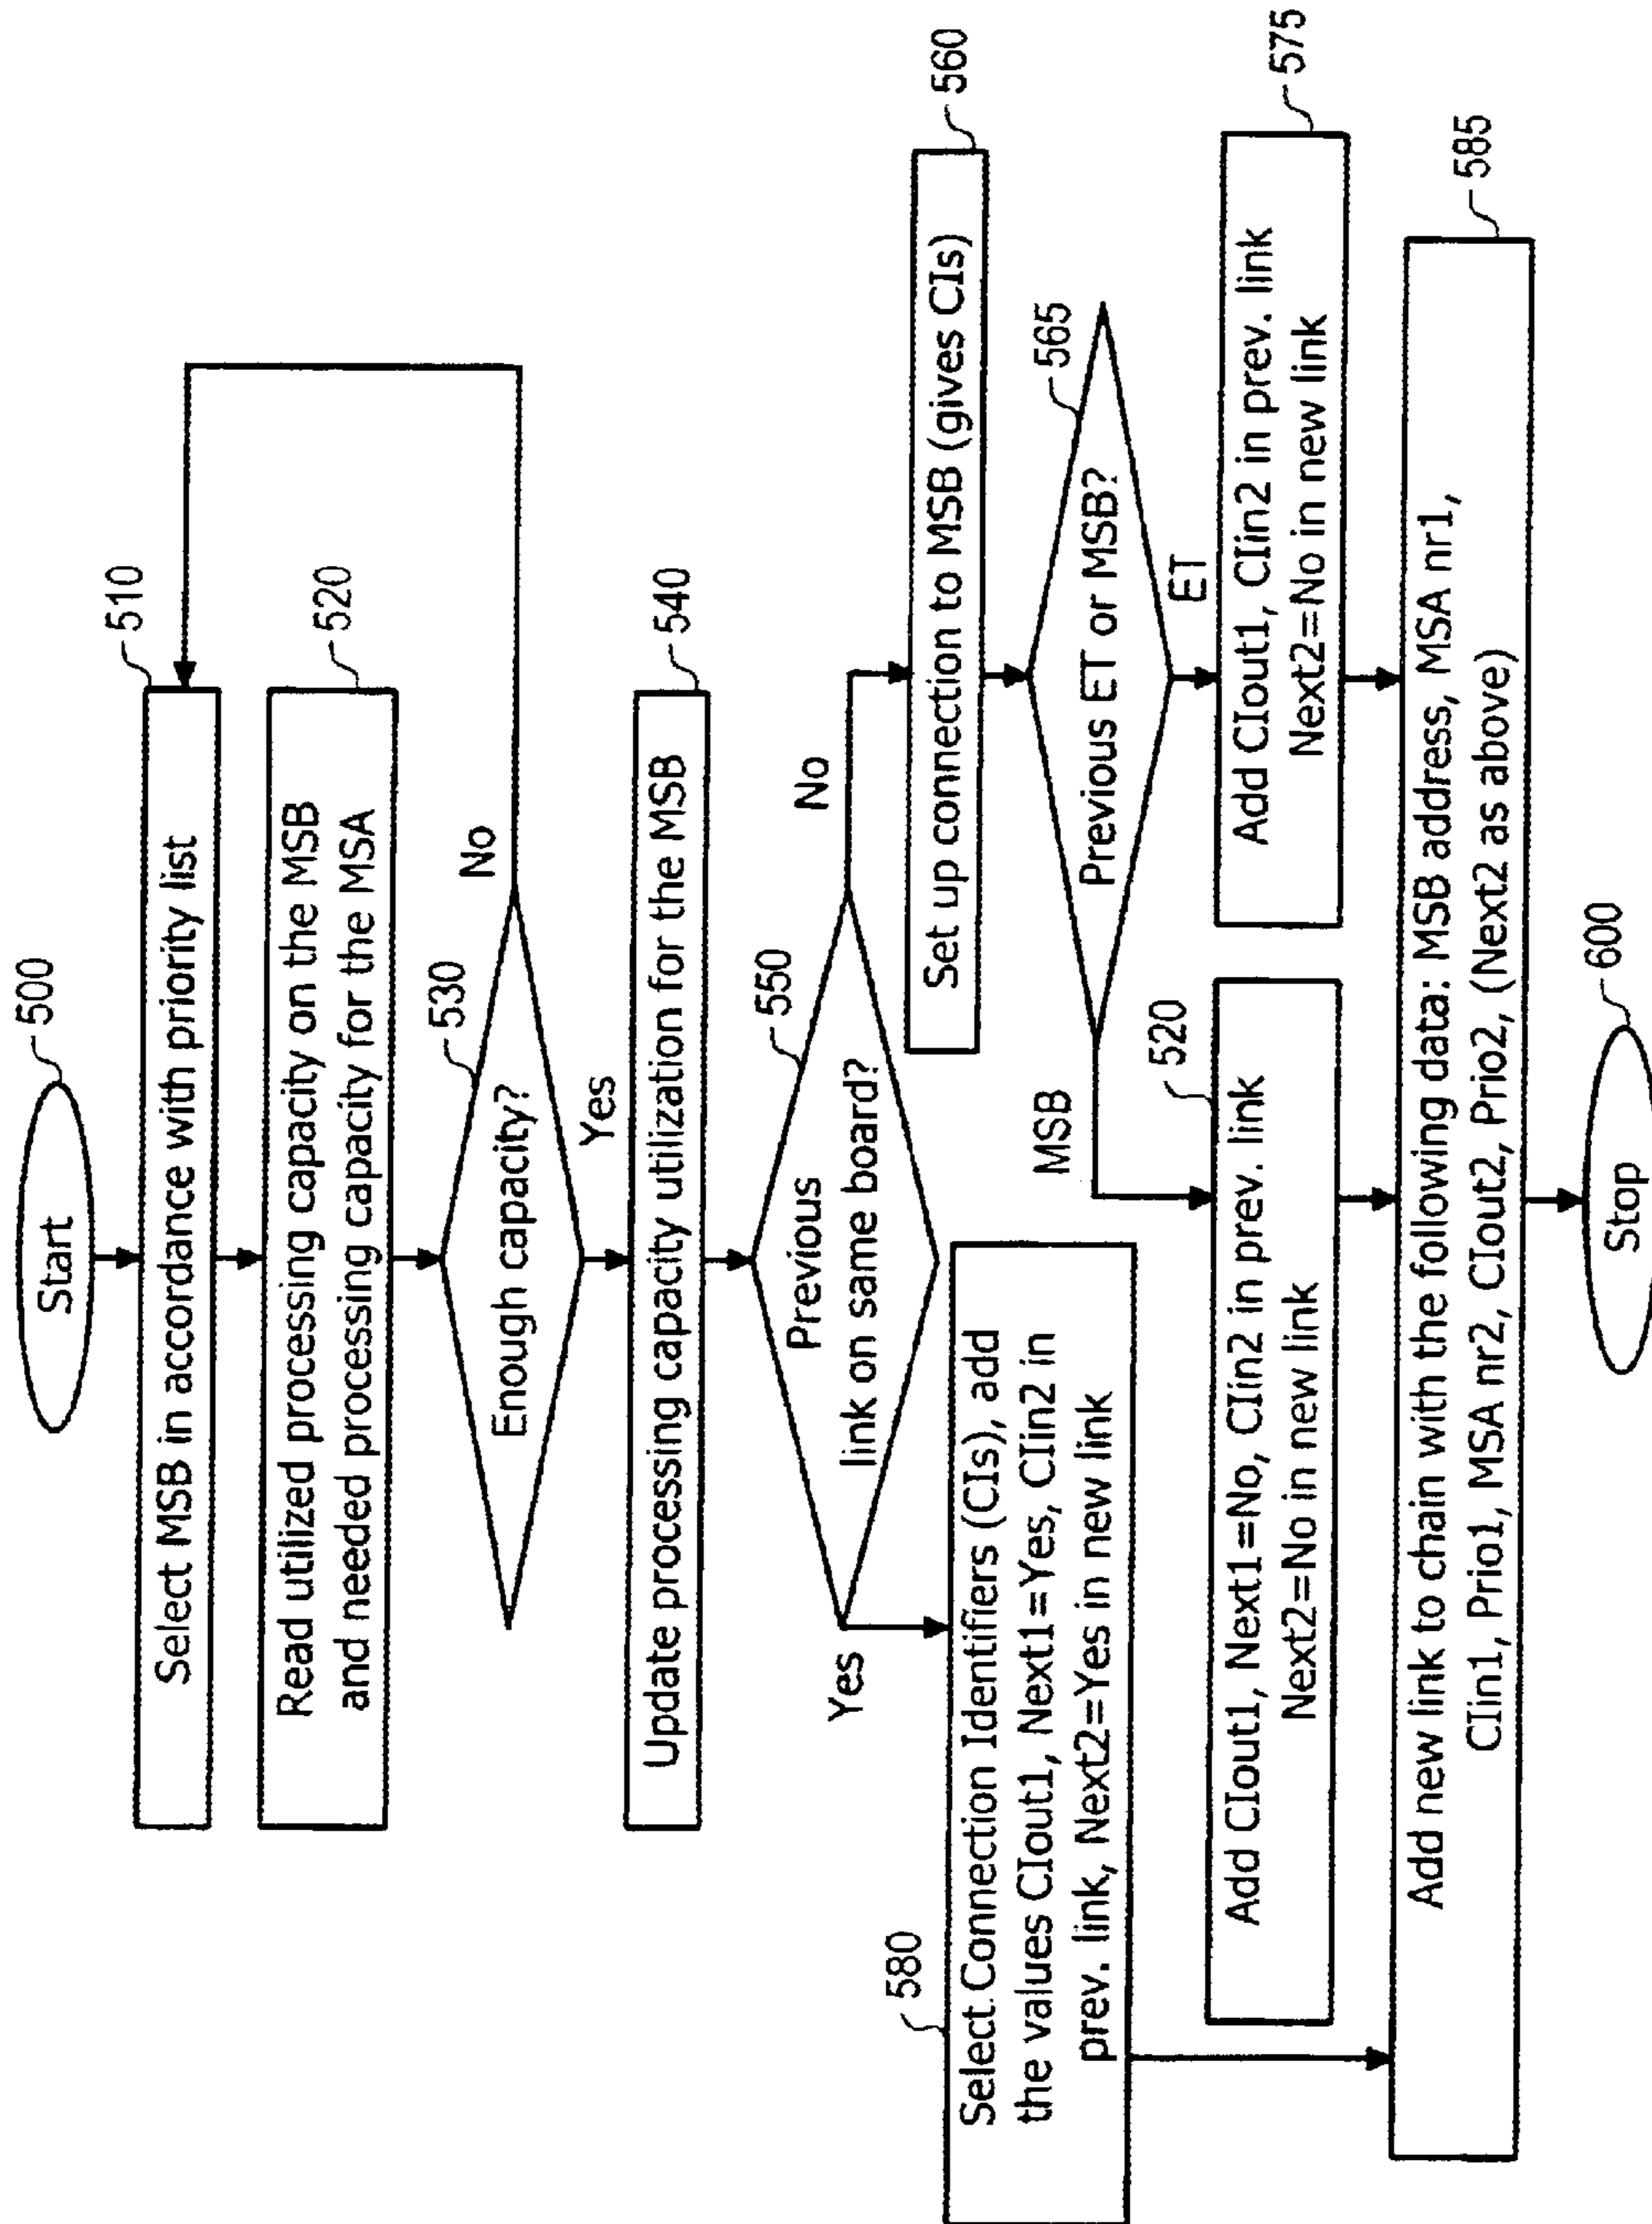 500
Start
510
Select MSB in accordance with priority list
520
Read utilized processing capacity on the MSB
and needed processing capacity for the MSA
530
Enough capacity?
No
Yes
540
Update processing capacity utilization for the MSB
550
Previous
link on same board?
Yes
No
580
Select Connection Identifiers (CIs), add
the values CIout1, Next1=Yes, CIin2 in
prev. link, Next2=Yes in new link
560
Set up connection to MSB (gives CIs)
565
Previous ET or MSB?
MSB
ET
520
Add CIout1, Next1=No, CIin2 in prev. link
Next2=No in new link
575
Add CIout1, CIin2 in prev. link
Next2=No in new link
585
Add new link to chain with the following data: MSB address, MSA nr1,
CIin1, Prio1, MSA nr2, CIout2, Prio2, (Next2 as above)
600
Stop